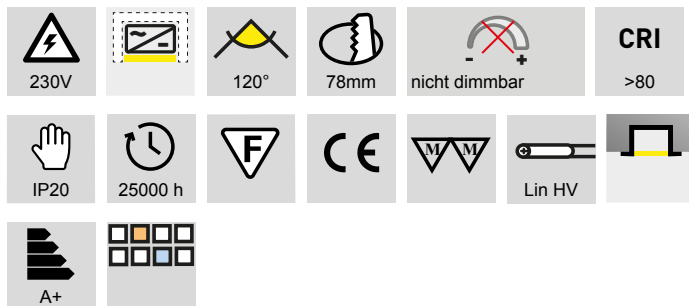 230V
120°
78mm
- +
nicht dimmbar
CRI
>80
IP20
25000 h
F
CE
M M
Lin HV
A+